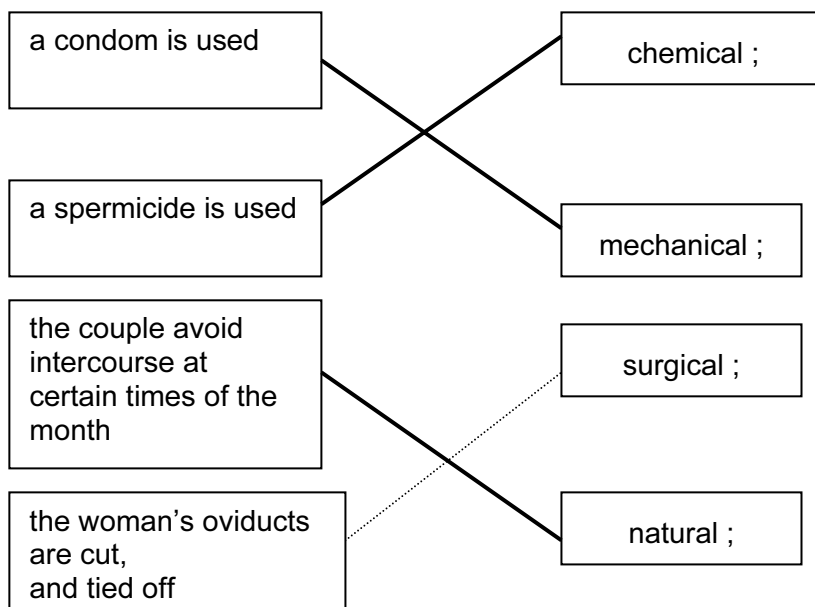 a condom is used
chemical ;
a spermicide is used
mechanical ;
the couple avoid
intercourse at
certain times of the
month
surgical ;
the woman's oviducts
are cut,
and tied off
natural ;